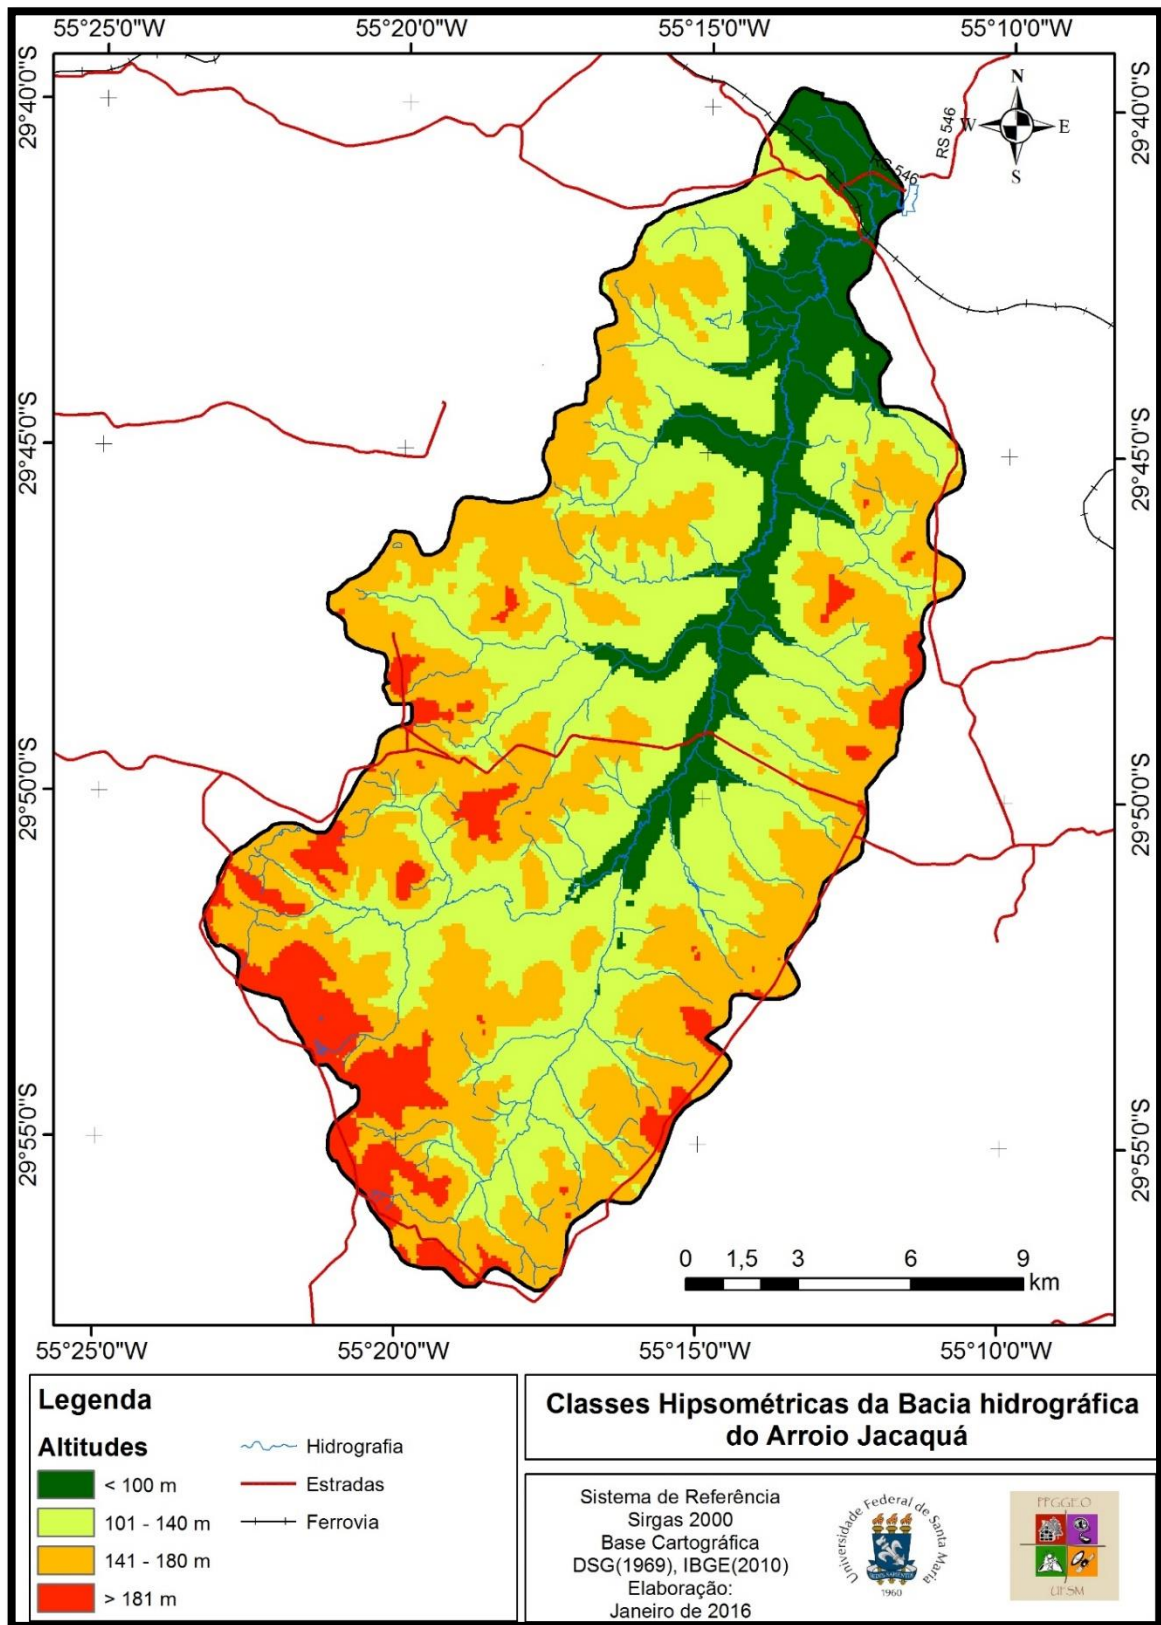 55°25'0"W 55°20'0"W 55°15'0"W 55°10'0"W
29°40'0"S
29°40'0"S
N
W E
S
RS 546
RS 546
29°45'0"S
29°45'0"S
29°50'0"S
29°50'0"S
29°55'0"S
29°55'0"S
0 1,5 3 6 9
km
55°25'0"W 55°20'0"W 55°15'0"W 55°10'0"W
Legenda
Altitudes
< 100 m
101 - 140 m
141 - 180 m
> 181 m
Hidrografia
Estradas
Ferrovia
Classes Hipsométricas da Bacia hidrográfica
do Arroio Jacaquá
Sistema de Referência
Sirgas 2000
Base Cartográfica
DSG(1969), IBGE(2010)
Elaboração:
Janeiro de 2016
Universidade Federal de Santa Maria
1960
PPGGEO
UFSM